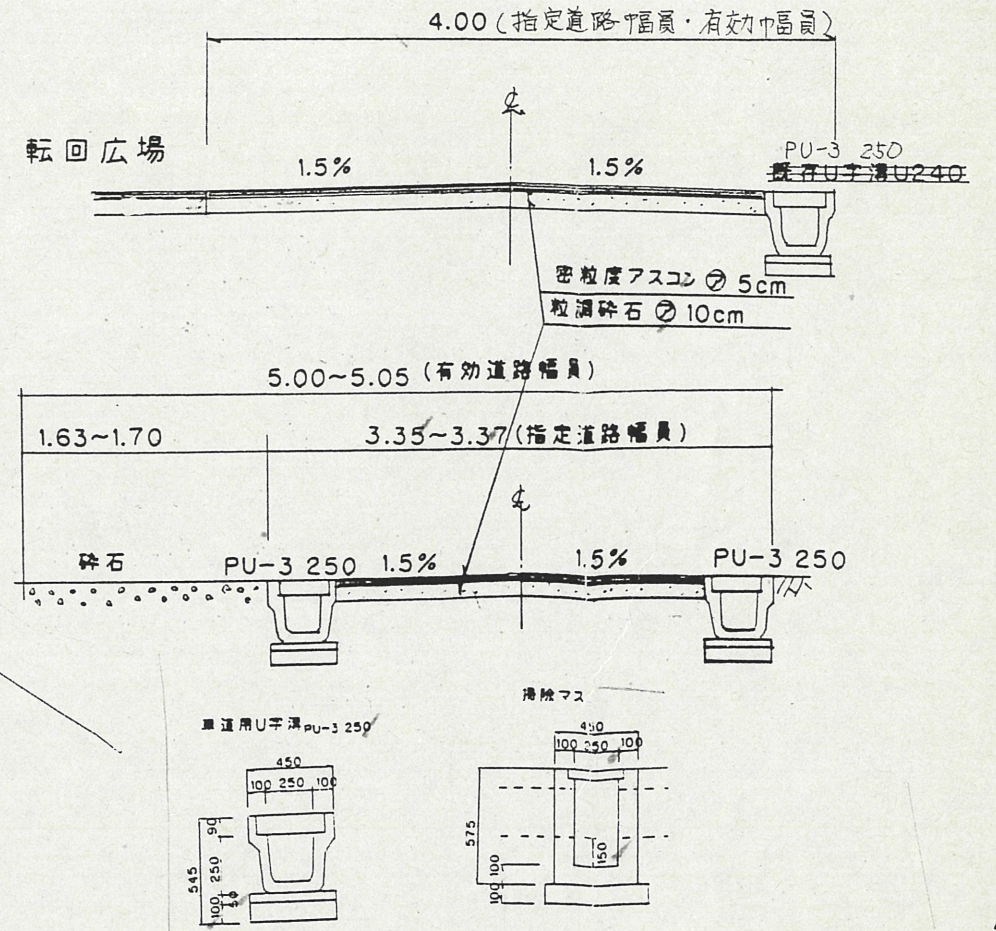 4.00 (指定道路幅員・有効巾幅員)
転回広場
1.5%
℄
1.5%
PU-3 250
既存U字溝U240
密粒度アスコン ㋐ 5cm
粒調砕石 ㋐ 10cm
5.00~5.05 (有効道路幅員)
1.63~1.70
3.35~3.37(指定道路幅員)
砕石
PU-3 250
1.5%
℄
1.5%
PU-3 250
車道用U字溝PU-3 250
450
100 250 100
545
90
250
50
100
掃除マス
450
100 250 100
575
150
100
100